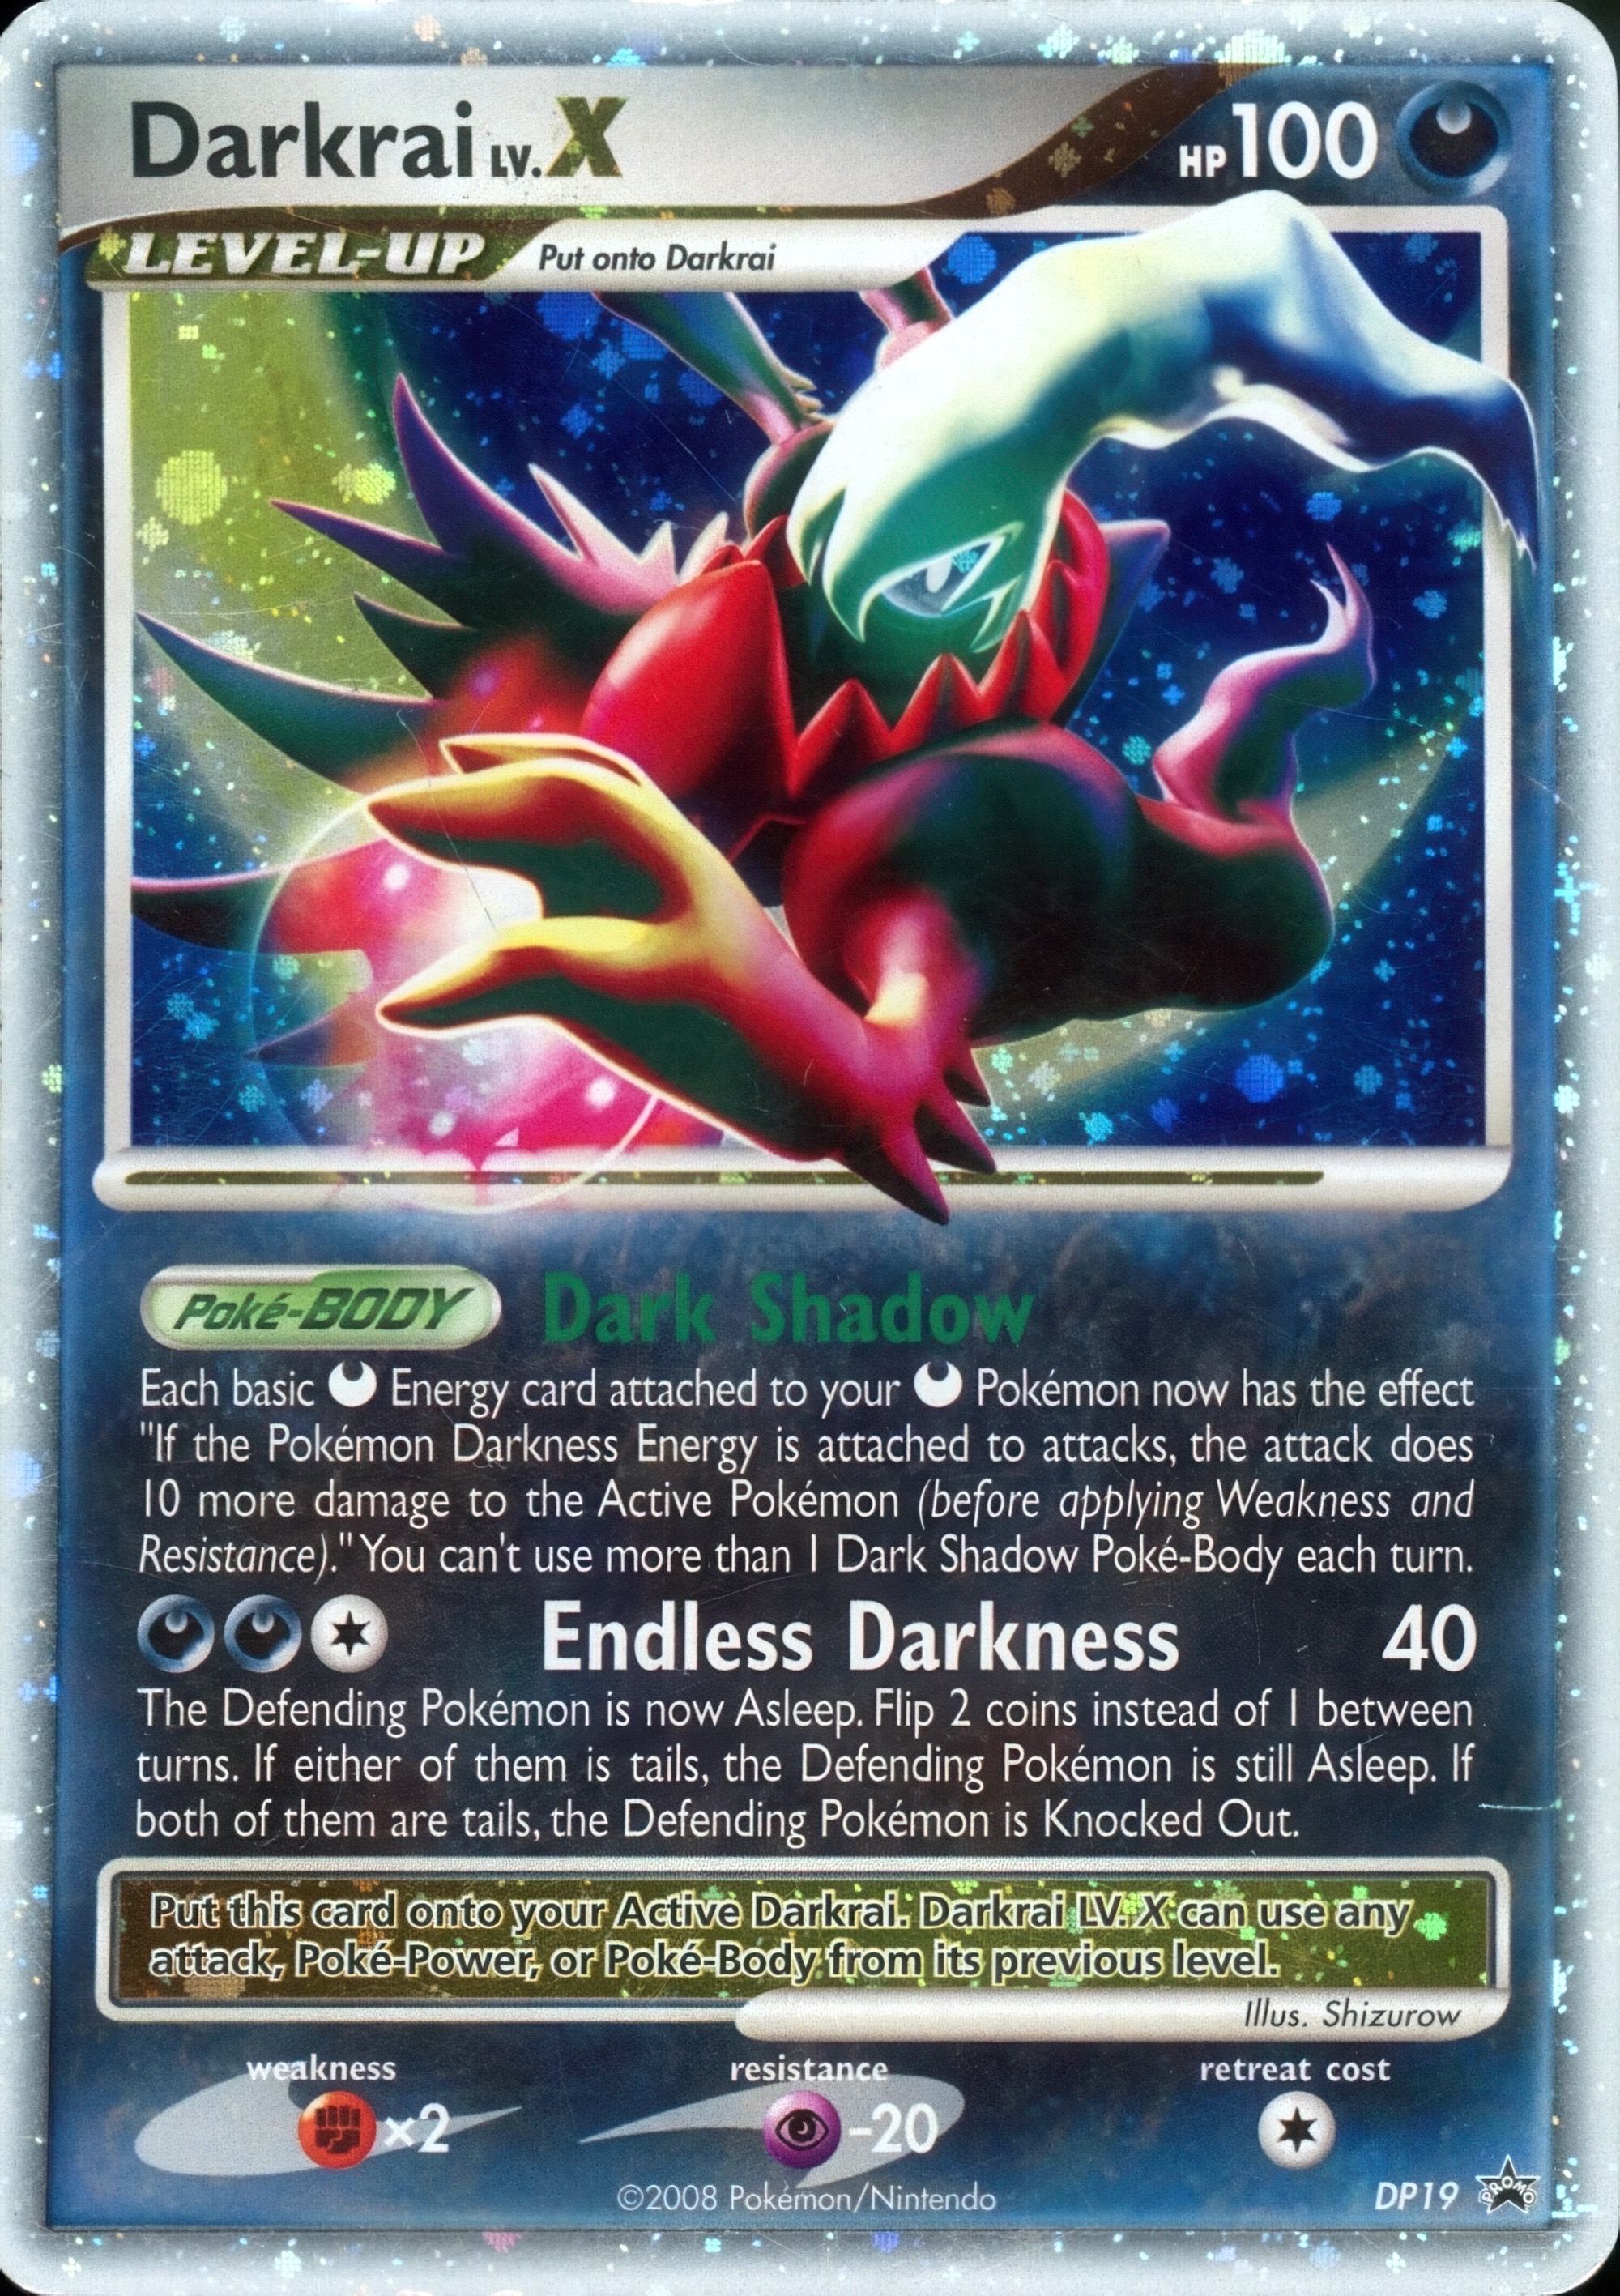 Darkrai LV.X
HP 100
LEVEL-UP Put onto Darkrai
Poké-BODY Dark Shadow
Each basic Energy card attached to your Pokémon now has the effect
"If the Pokémon Darkness Energy is attached to attacks, the attack does
10 more damage to the Active Pokémon (before applying Weakness and
Resistance)." You can't use more than 1 Dark Shadow Poké-Body each turn.
Endless Darkness 40
The Defending Pokémon is now Asleep. Flip 2 coins instead of 1 between
turns. If either of them is tails, the Defending Pokémon is still Asleep. If
both of them are tails, the Defending Pokémon is Knocked Out.
Put this card onto your Active Darkrai. Darkrai LV. X can use any
attack, Poké-Power, or Poké-Body from its previous level.
Illus. Shizurow
weakness resistance retreat cost
×2 -20
©2008 Pokémon/Nintendo DP19 PROMO